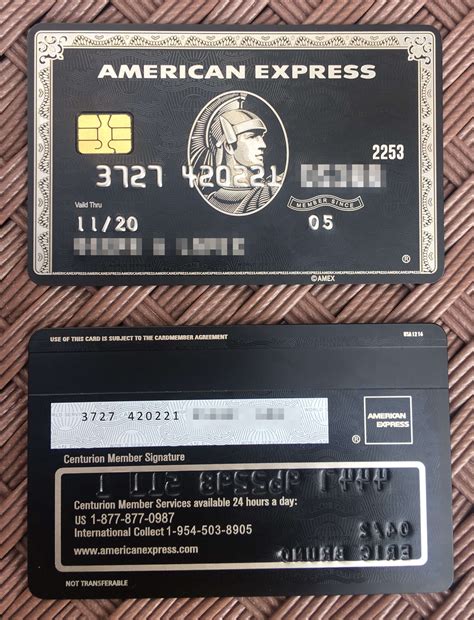 AMERICAN EXPRESS
2253
3727 420221
Valid Thru
MEMBER SINCE
11/20
05
®
©AMEX
USE OF THIS CARD IS SUBJECT TO THE CARDMEMBER AGREEMENT
USA1216
3727 420221
AMERICAN
EXPRESS
®
Centurion Member Signature
Centurion Member Services available 24 hours a day:
US 1-877-877-0987
International Collect 1-954-503-8905
www.americanexpress.com
NOT TRANSFERABLE